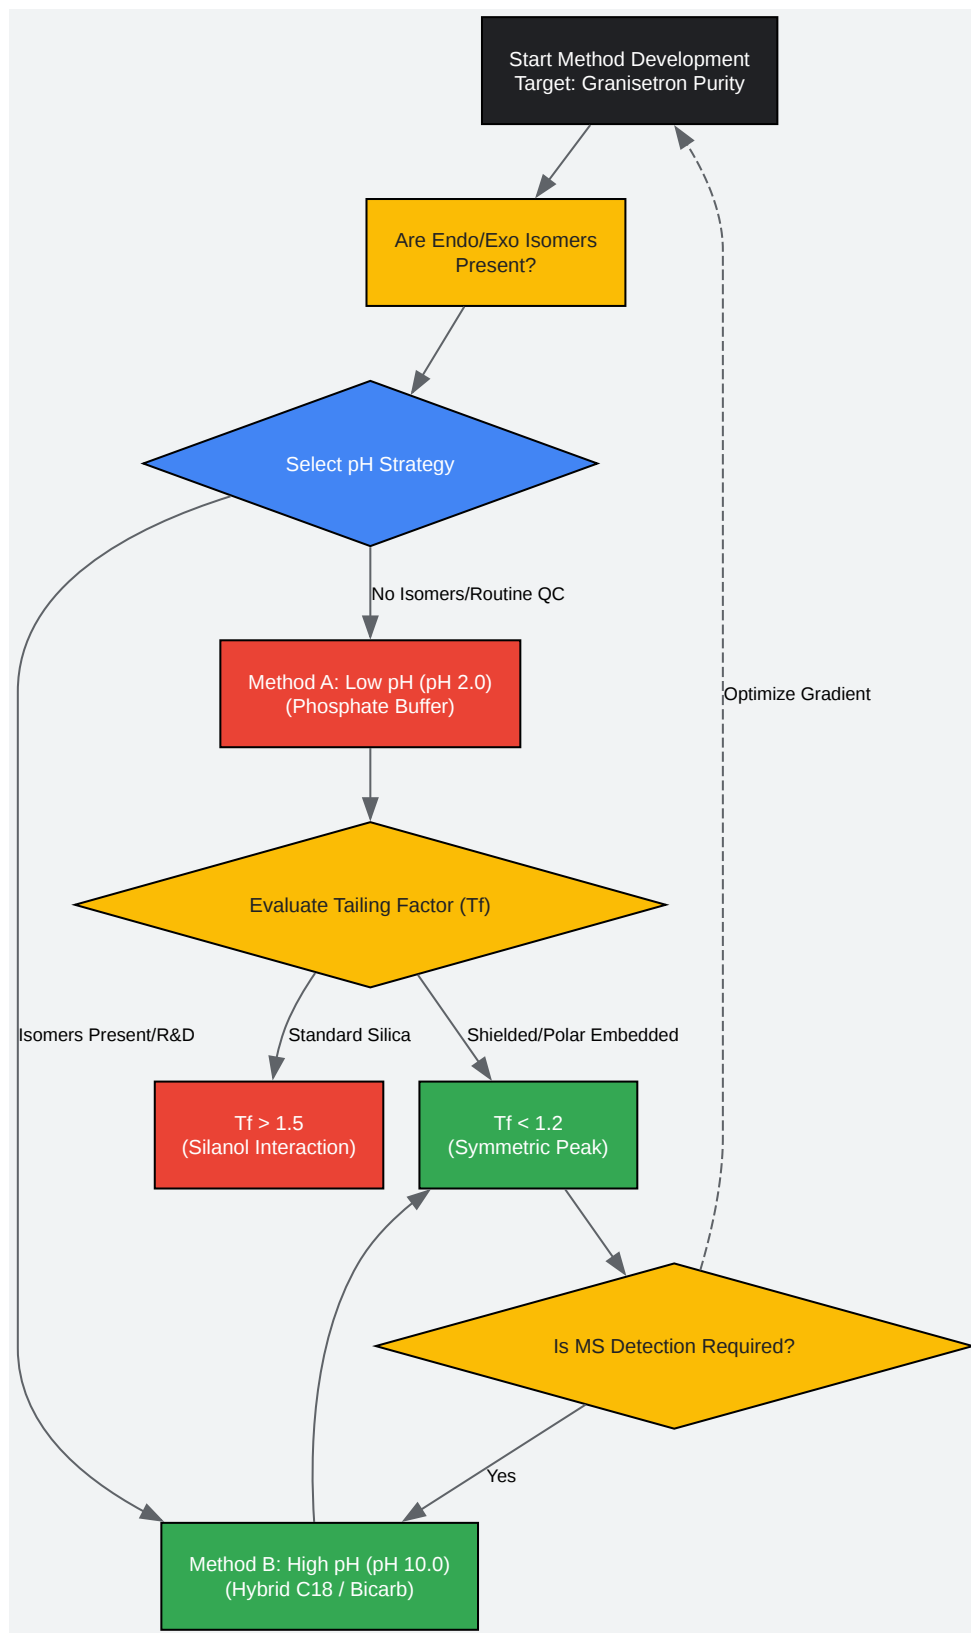 Start Method Development
Target: Granisetron Purity
Are Endo/Exo Isomers
Present?
Select pH Strategy
No Isomers/Routine QC
Method A: Low pH (pH 2.0)
(Phosphate Buffer)
Optimize Gradient
Evaluate Tailing Factor (Tf)
Isomers Present/R&D
Standard Silica
Shielded/Polar Embedded
Tf > 1.5
(Silanol Interaction)
Tf < 1.2
(Symmetric Peak)
Is MS Detection Required?
Yes
Method B: High pH (pH 10.0)
(Hybrid C18 / Bicarb)